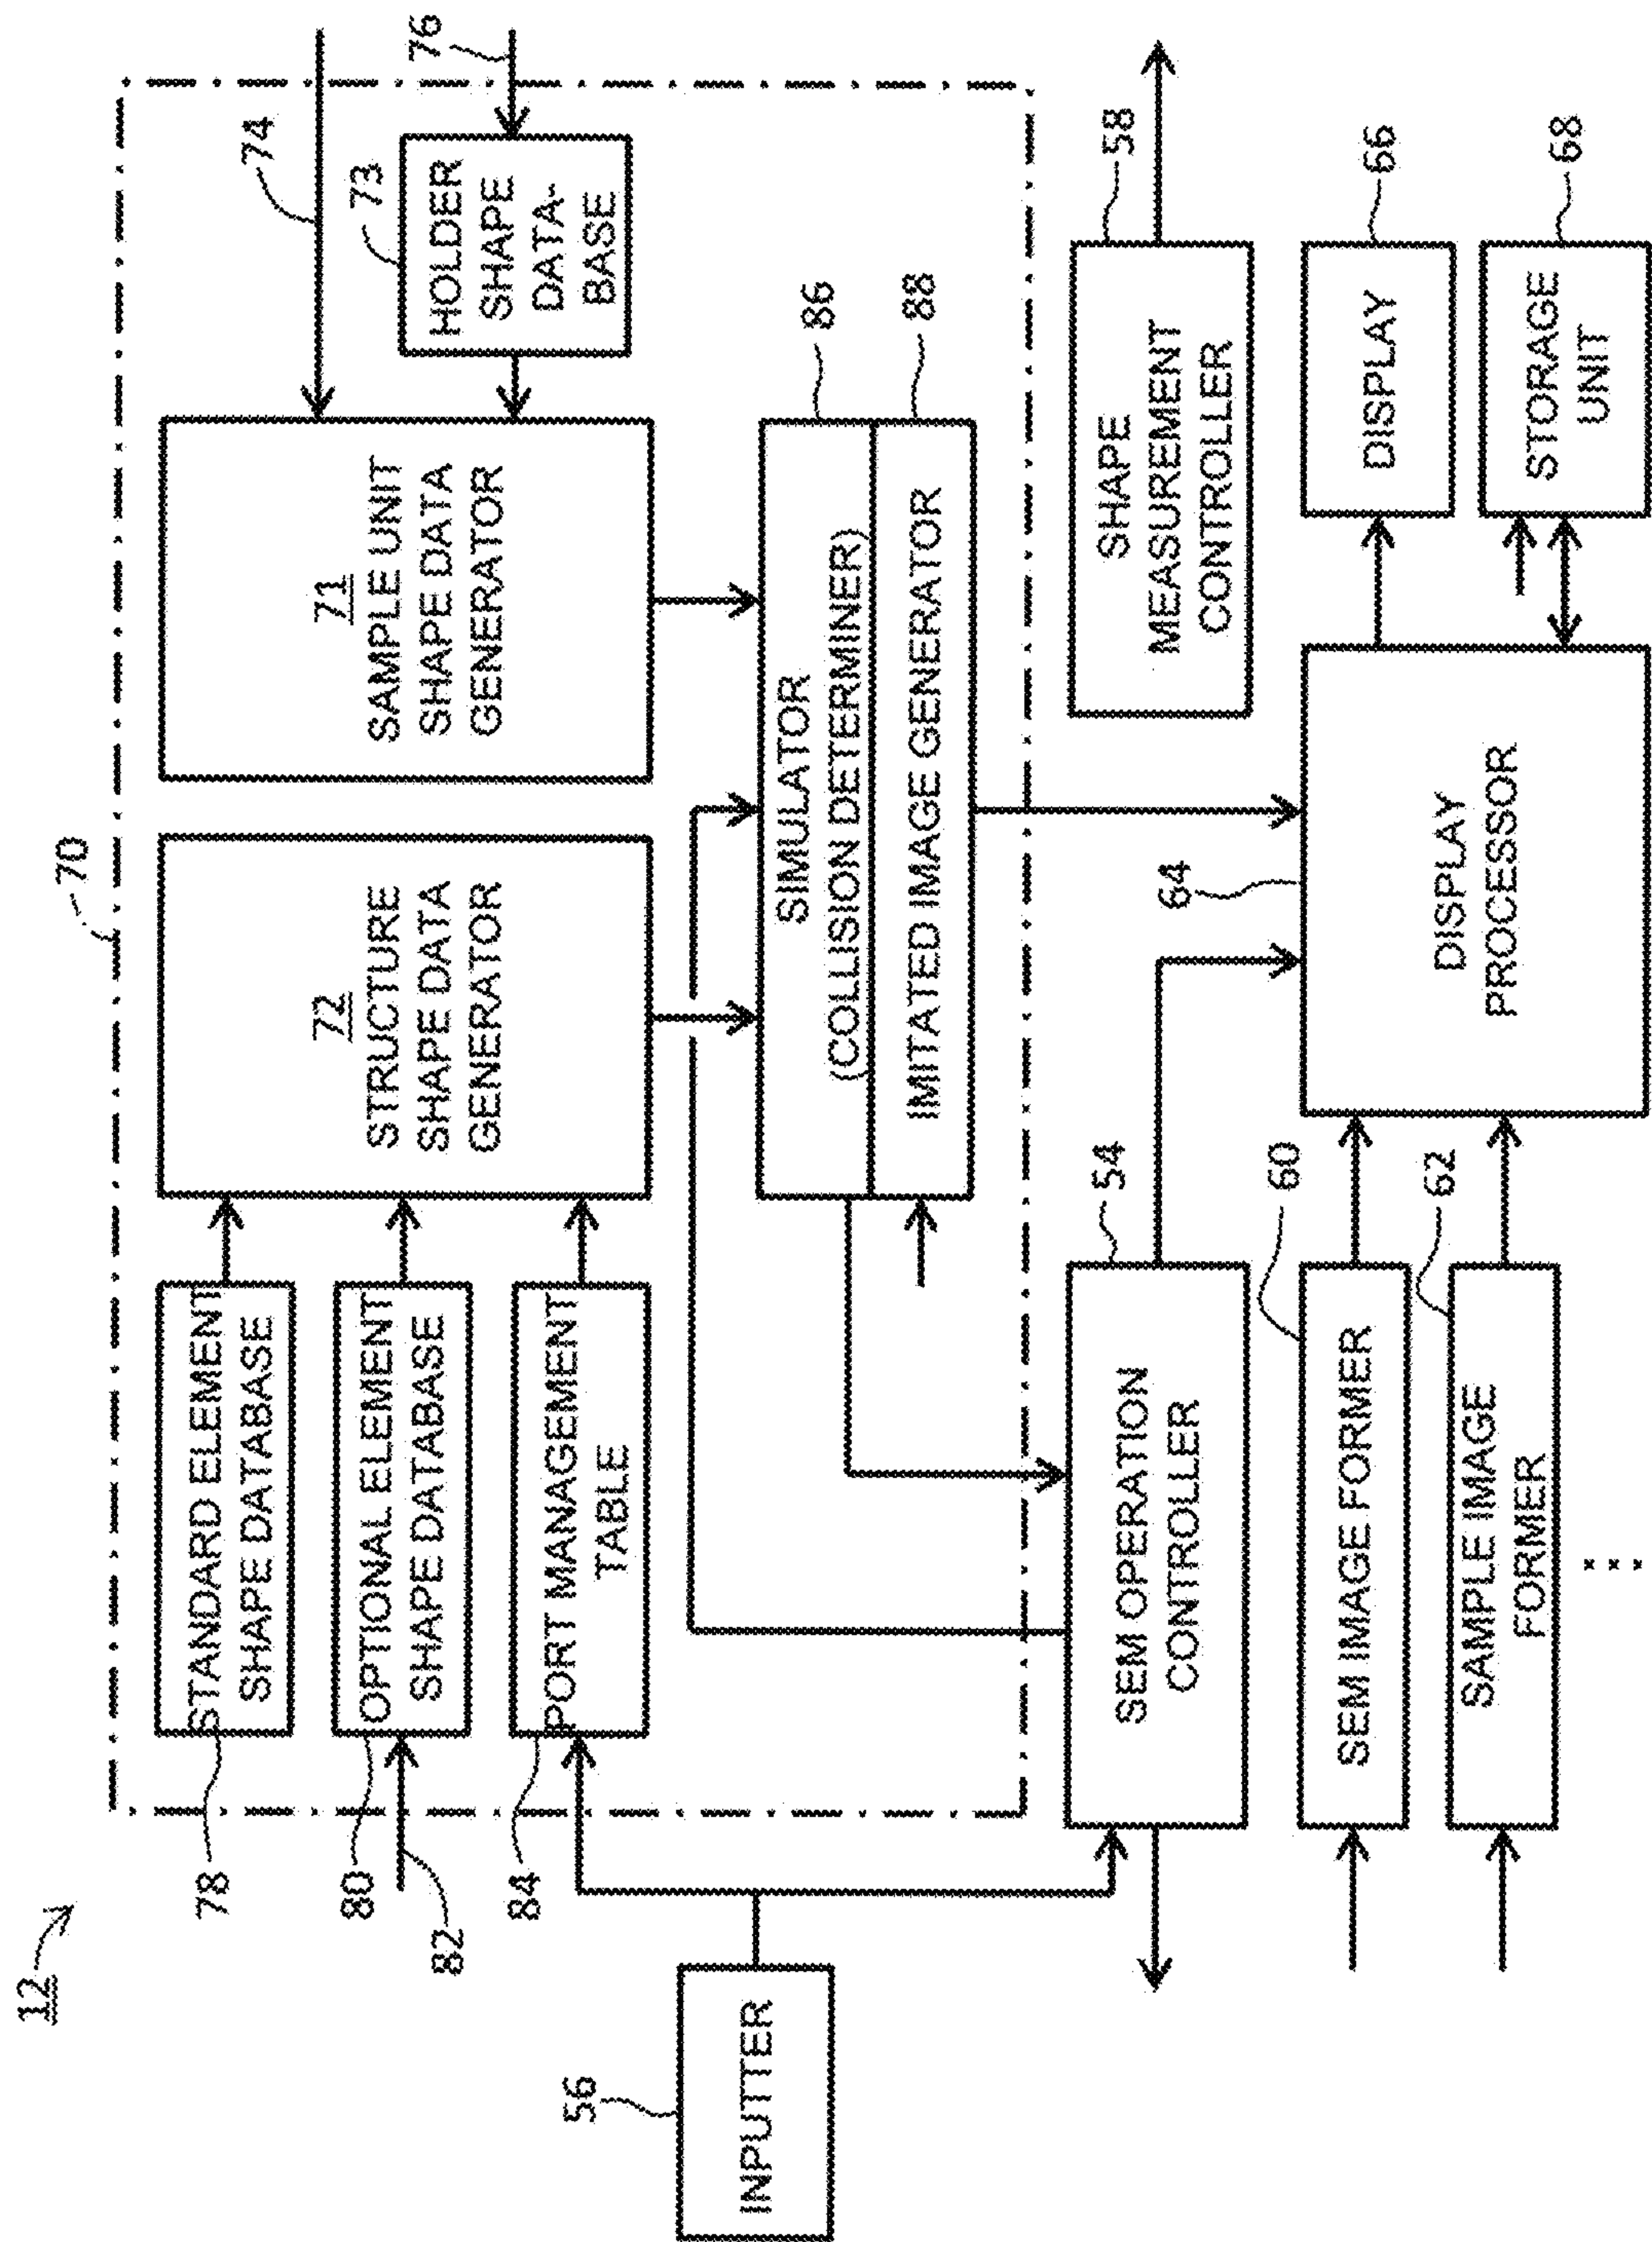 12
70
74
76
78
STANDARD ELEMENT
SHAPE DATABASE
80
OPTIONAL ELEMENT
SHAPE DATABASE
82
84
PORT MANAGEMENT
TABLE
72
STRUCTURE
SHAPE DATA
GENERATOR
71
SAMPLE UNIT
SHAPE DATA
GENERATOR
73
HOLDER
SHAPE
DATA-
BASE
56
INPUTTER
SIMULATOR
(COLLISION DETERMINER)
86
IMITATED IMAGE GENERATOR
88
54
SEM OPERATION
CONTROLLER
58
SHAPE
MEASUREMENT
CONTROLLER
60
SEM IMAGE FORMER
62
SAMPLE IMAGE
FORMER
64
DISPLAY
PROCESSOR
66
DISPLAY
68
STORAGE
UNIT